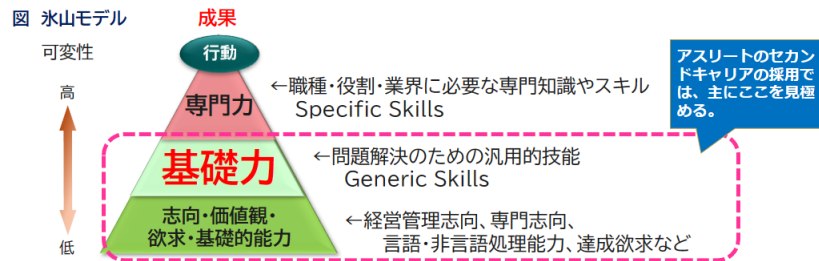 図 氷山モデル
成果
可変性
行動
アスリートのセカン
ドキャリアの採用で
は、主にここを見極
める。
高
専門力
←職種・役割・業界に必要な専門知識やスキル
Specific Skills
基礎力
←問題解決のための汎用的技能
Generic Skills
志向・価値観・
欲求・基礎的能力
←経営管理志向、専門志向、
言語・非言語処理能力、達成欲求など
低